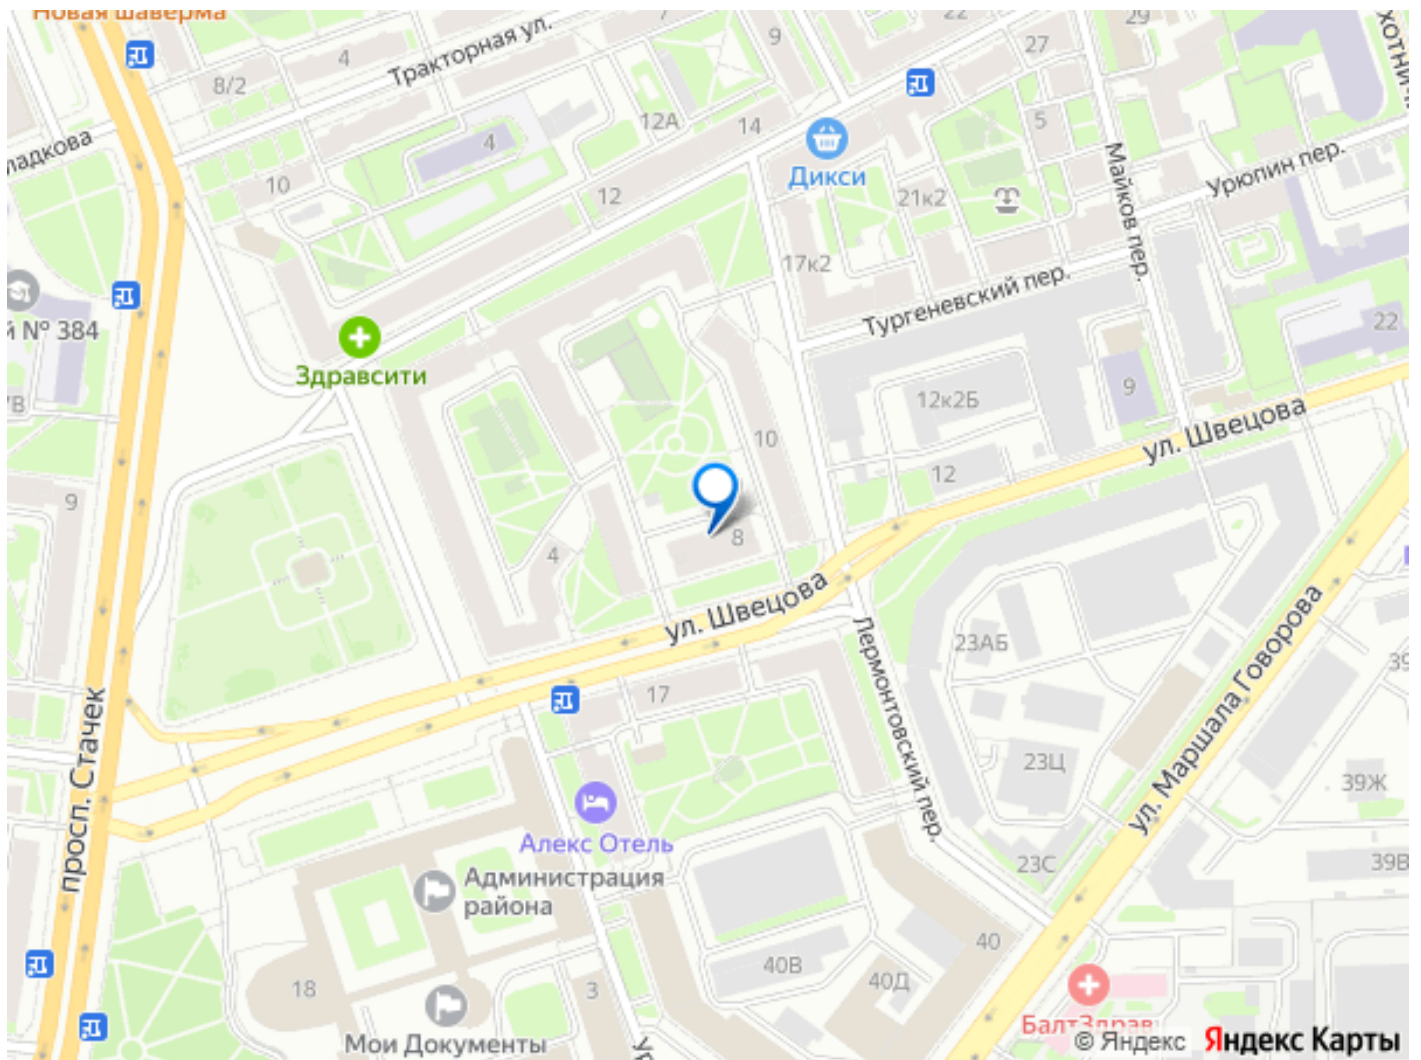 Новая шаверма
7
22
29
9
27
4
Тракторная ул.
8/2
12А
14
5
4
ладкова
Дикси
Майков пер.
Урюпин пер.
10
12
21к2
17к2
Тургеневский пер.
й № 384
22
Здравсити
9
12к2Б
7В
ул. Швецова
10
12
9
8
4
ул. Швецова
23АБ
Лермонтовский пер.
ул. Маршала Говорова
39
17
просп. Стачек
23Ц
39Ж
Алекс Отель
23С
39В
Администрация
района
40
40В
40Д
18
3
БалтЗдрав
Мои Документы
© Яндекс Яндекс Карты